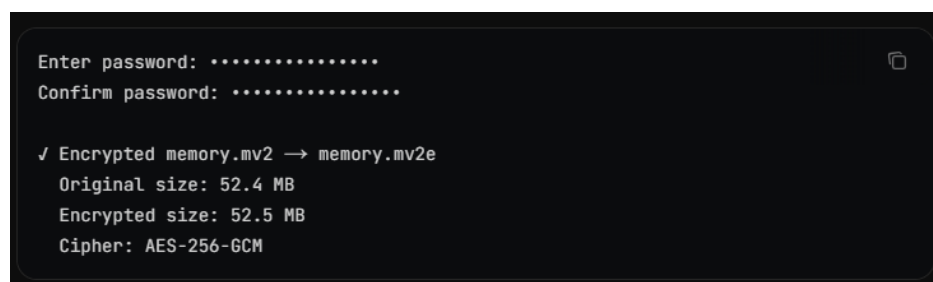 Enter password: ••••••••••••••••
Confirm password: ••••••••••••••••
✓ Encrypted memory.mv2 → memory.mv2e
Original size: 52.4 MB
Encrypted size: 52.5 MB
Cipher: AES-256-GCM